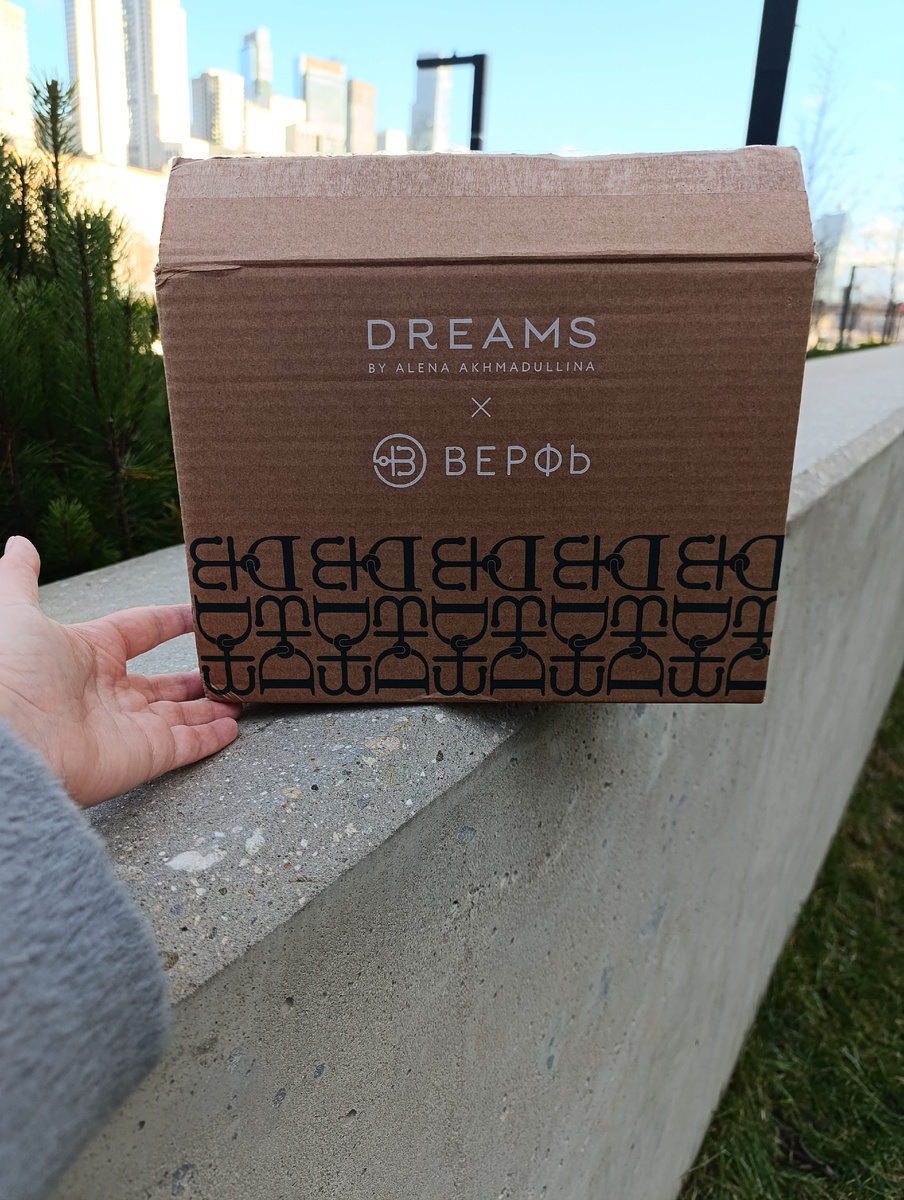 DREAMS
BY ALENA AKHMADULLINA
×
В ВЕРФЬ